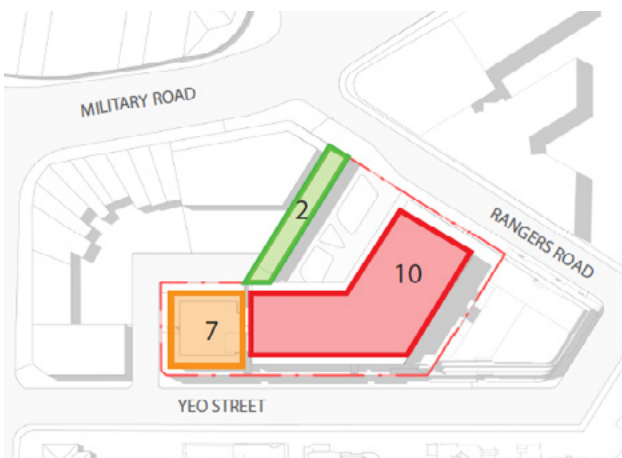 MILITARY ROAD
2
RANGERS ROAD
10
7
YEO STREET